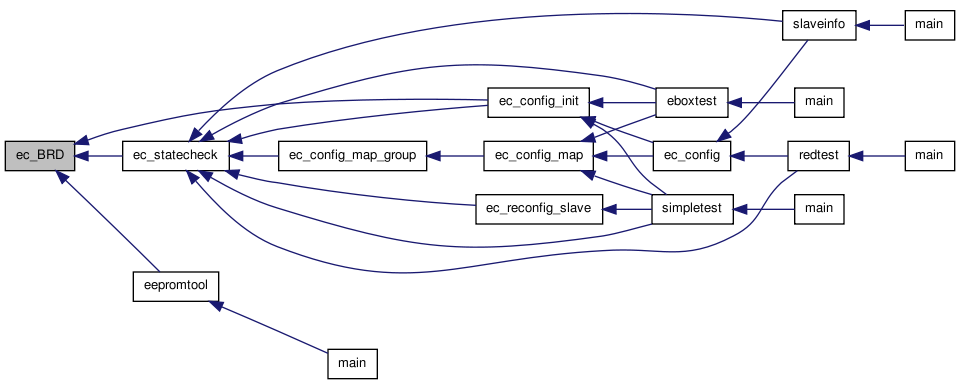 slaveinfo
main
ec_config_init
eboxtest
main
ec_BRD
ec_statecheck
ec_config_map_group
ec_config_map
ec_config
redtest
main
ec_reconfig_slave
simpletest
main
eepromtool
main